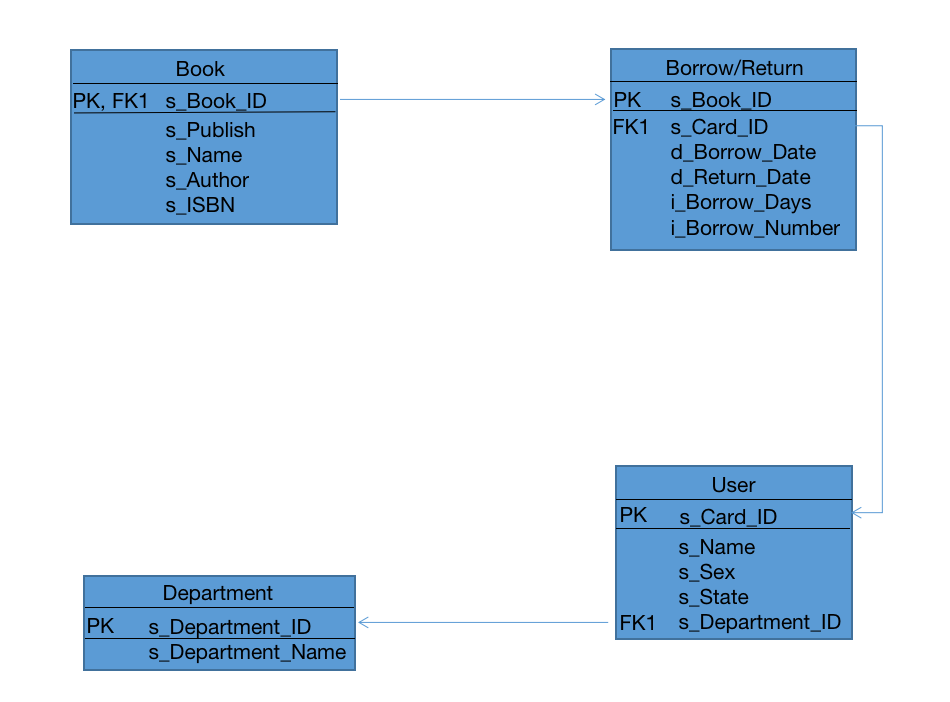 Book
PK, FK1 s_Book_ID
s_Publish
s_Name
s_Author
s_ISBN
Borrow/Return
PK s_Book_ID
FK1 s_Card_ID
d_Borrow_Date
d_Return_Date
i_Borrow_Days
i_Borrow_Number
User
PK s_Card_ID
s_Name
s_Sex
s_State
FK1 s_Department_ID
Department
PK s_Department_ID
s_Department_Name